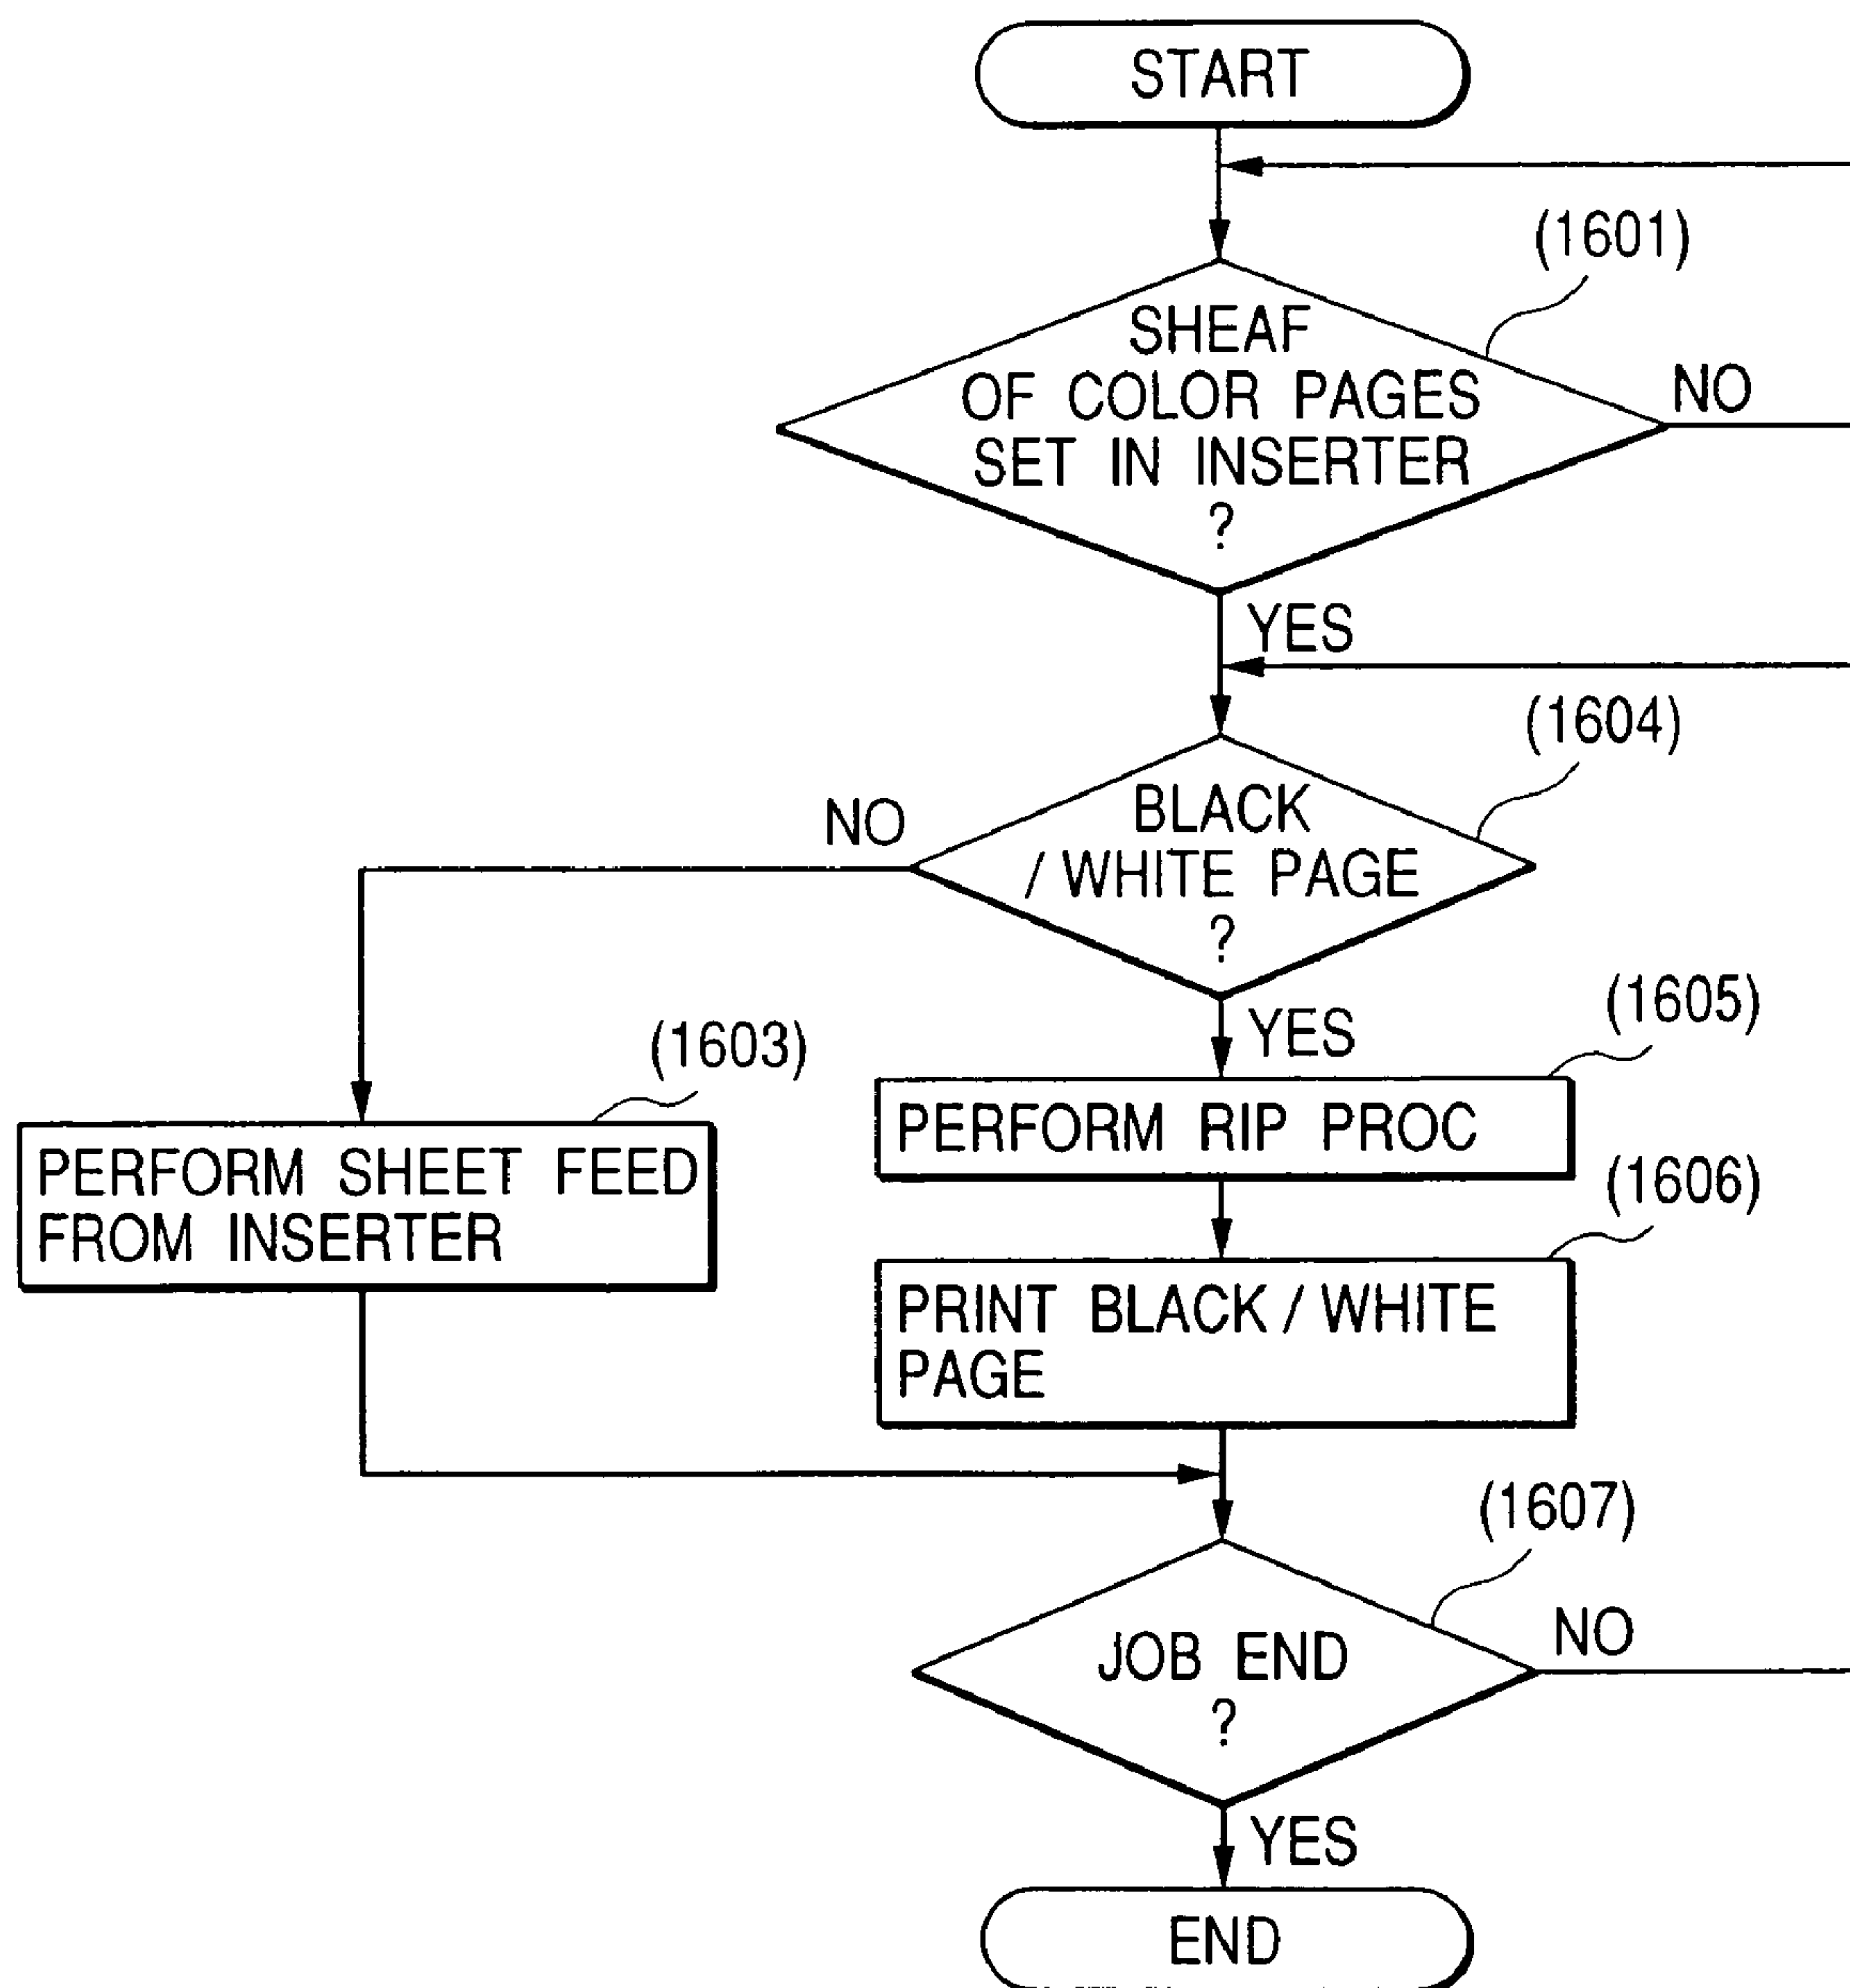 START
(1601)
SHEAF
OF COLOR PAGES
SET IN INSERTER
?
NO
YES
(1604)
BLACK
/ WHITE PAGE
?
NO
YES
(1605)
PERFORM RIP PROC
(1603)
PERFORM SHEET FEED
FROM INSERTER
(1606)
PRINT BLACK / WHITE
PAGE
(1607)
JOB END
?
NO
YES
END